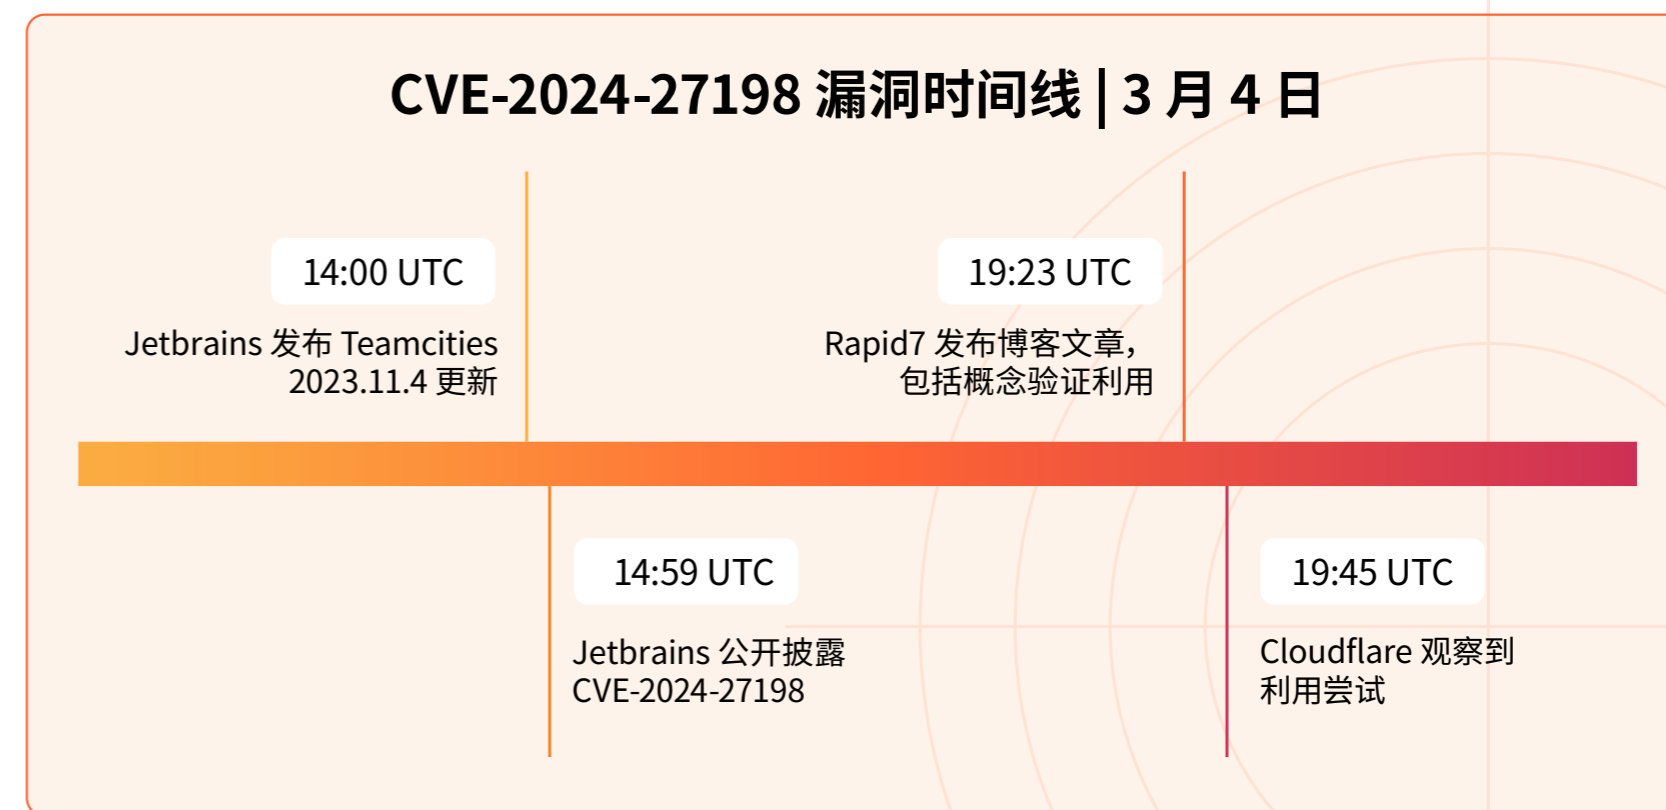 CVE-2024-27198 漏洞时间线 | 3 月 4 日
14:00 UTC
Jetbrains 发布 Teamcities
2023.11.4 更新
19:23 UTC
Rapid7 发布博客文章，
包括概念验证利用
14:59 UTC
Jetbrains 公开披露
CVE-2024-27198
19:45 UTC
Cloudflare 观察到
利用尝试